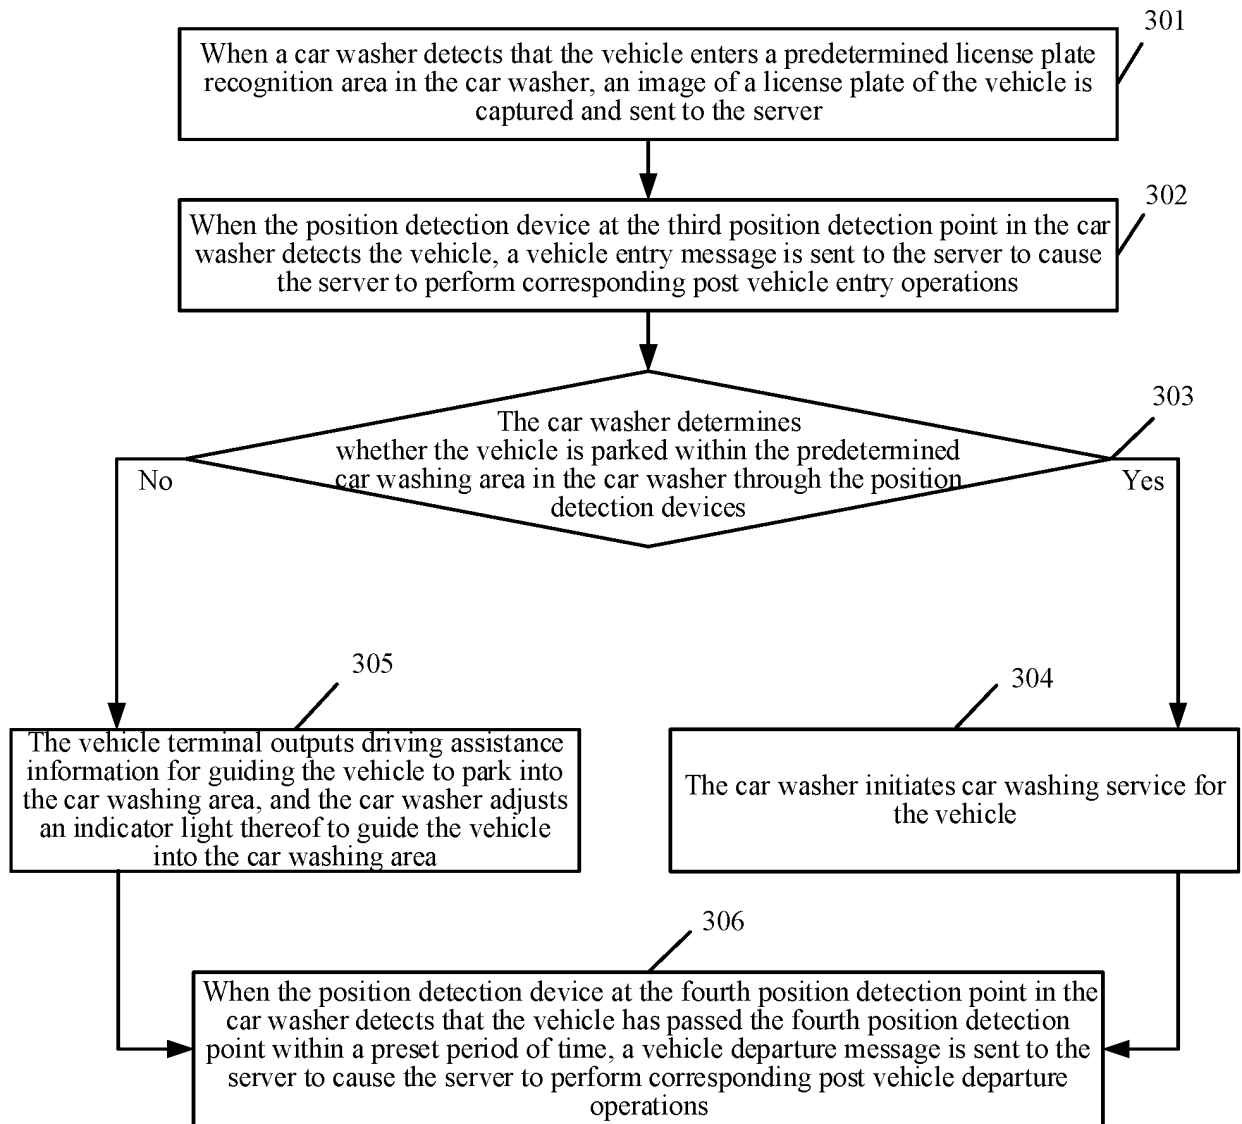 301
When a car washer detects that the vehicle enters a predetermined license plate
recognition area in the car washer, an image of a license plate of the vehicle is
captured and sent to the server
302
When the position detection device at the third position detection point in the car
washer detects the vehicle, a vehicle entry message is sent to the server to cause
the server to perform corresponding post vehicle entry operations
303
The car washer determines
whether the vehicle is parked within the predetermined
car washing area in the car washer through the position
detection devices
No
Yes
305
The vehicle terminal outputs driving assistance
information for guiding the vehicle to park into
the car washing area, and the car washer adjusts
an indicator light thereof to guide the vehicle
into the car washing area
304
The car washer initiates car washing service for
the vehicle
306
When the position detection device at the fourth position detection point in the
car washer detects that the vehicle has passed the fourth position detection
point within a preset period of time, a vehicle departure message is sent to the
server to cause the server to perform corresponding post vehicle departure
operations